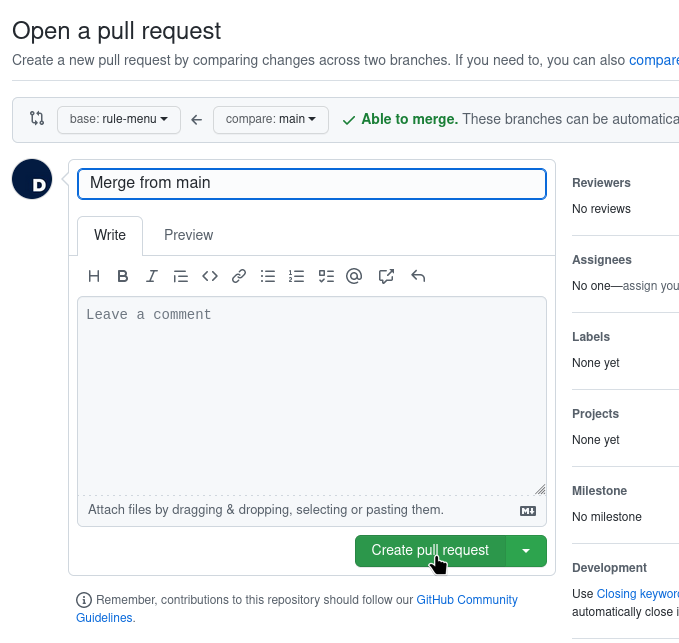 Open a pull request
Create a new pull request by comparing changes across two branches. If you need to, you can also compare
base: rule-menu
compare: main
Able to merge. These branches can be automatica
D
Merge from main
Write
Preview
H B I
Leave a comment
Attach files by dragging & dropping, selecting or pasting them.
Create pull request
Remember, contributions to this repository should follow our GitHub Community
Guidelines.
Reviewers
No reviews
Assignees
No one—assign you
Labels
None yet
Projects
None yet
Milestone
No milestone
Development
Use Closing keywor
automatically close i